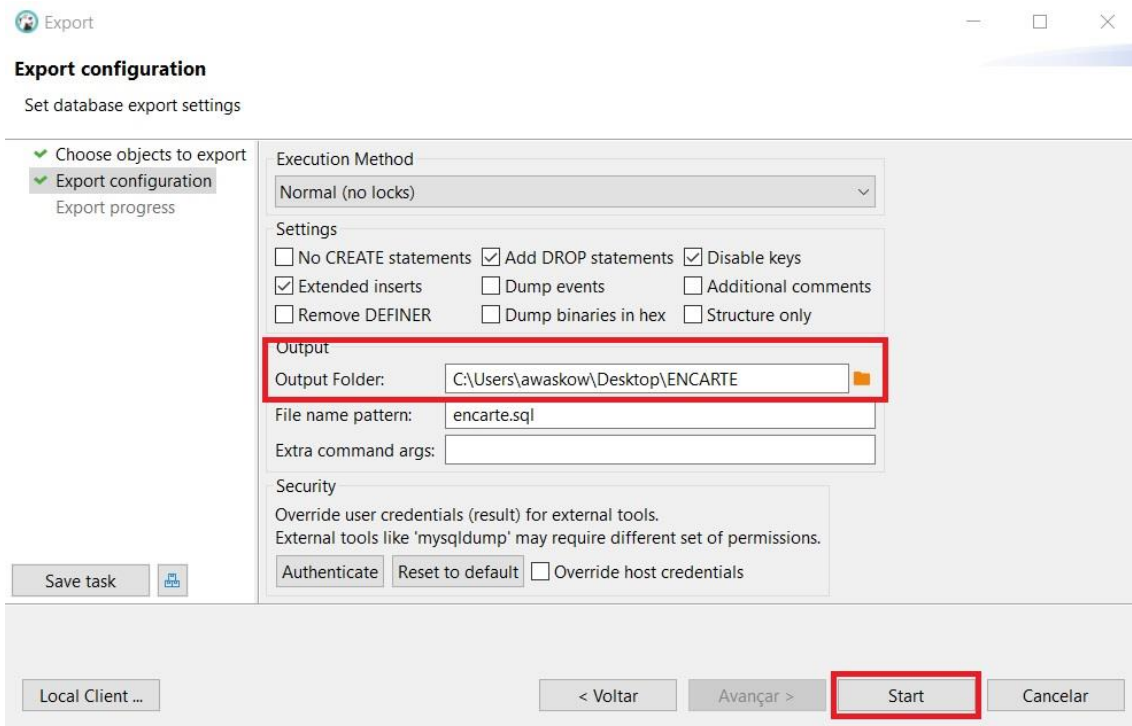 Export
Export configuration
Set database export settings
Choose objects to export
Export configuration
Export progress
Execution Method
Normal (no locks)
Settings
No CREATE statements Add DROP statements Disable keys
Extended inserts Dump events Additional comments
Remove DEFINER Dump binaries in hex Structure only
Output
Output Folder: C:\Users\awaskow\Desktop\ENCARTE
File name pattern: encarte.sql
Extra command args:
Security
Override user credentials (result) for external tools.
External tools like 'mysqldump' may require different set of permissions.
Authenticate Reset to default Override host credentials
Save task
Local Client ... < Voltar Avançar > Start Cancelar